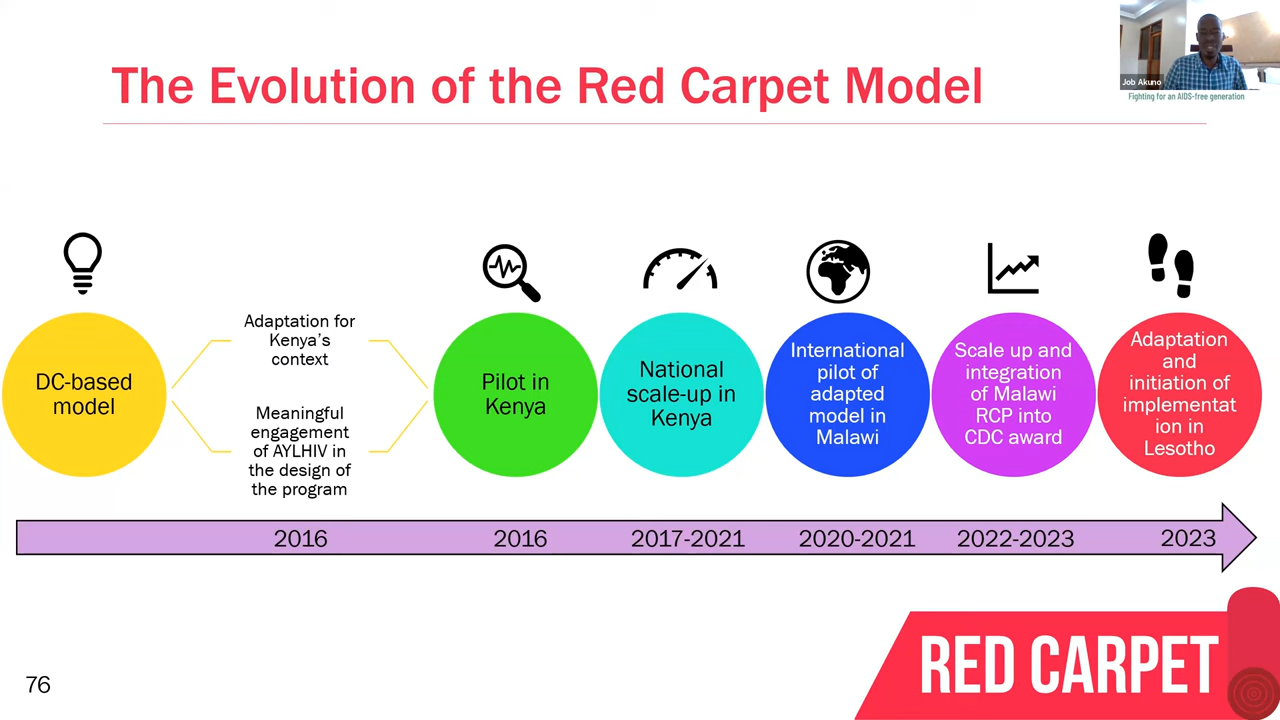 The Evolution of the Red Carpet Model
Job Akuno
Fighting for an AIDS-free generation
DC-based
model
Adaptation for
Kenya's
context
Meaningful
engagement
of AYLHIV in
the design of
the program
Pilot in
Kenya
National
scale-up in
Kenya
International
pilot of
adapted
model in
Malawi
Scale up and
integration
of Malawi
RCP into
CDC award
Adaptation
and
initiation of
implementat
ion in
Lesotho
2016
2016
2017-2021
2020-2021
2022-2023
2023
RED CARPET
76